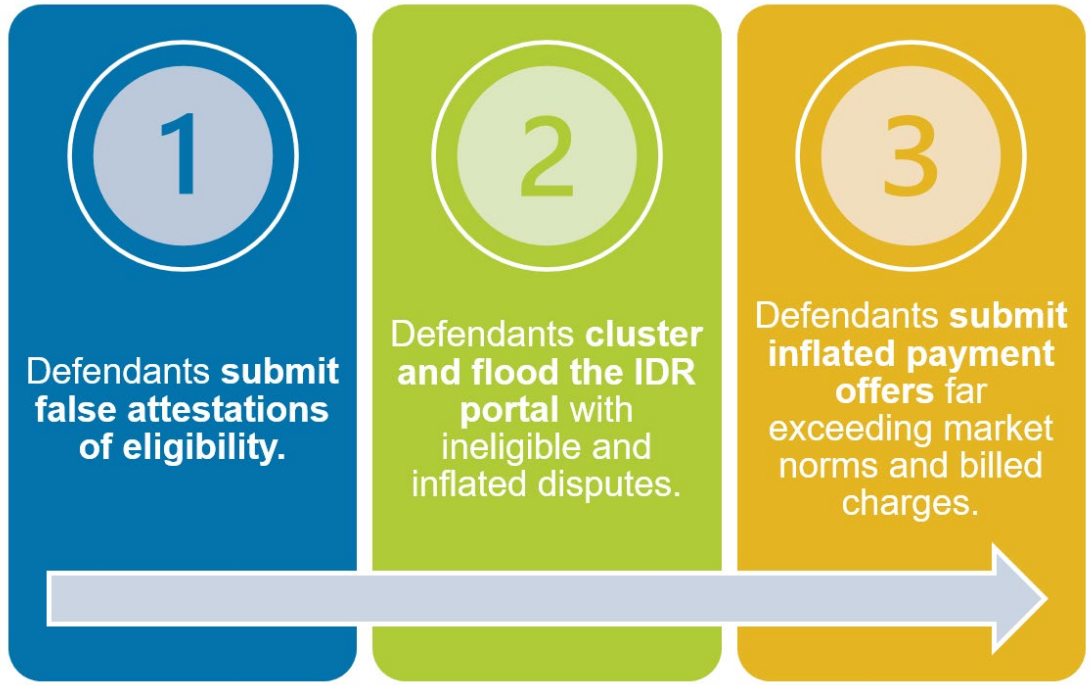 1
Defendants submit
false attestations
of eligibility.
2
Defendants cluster
and flood the IDR
portal with
ineligible and
inflated disputes.
3
Defendants submit
inflated payment
offers far
exceeding market
norms and billed
charges.